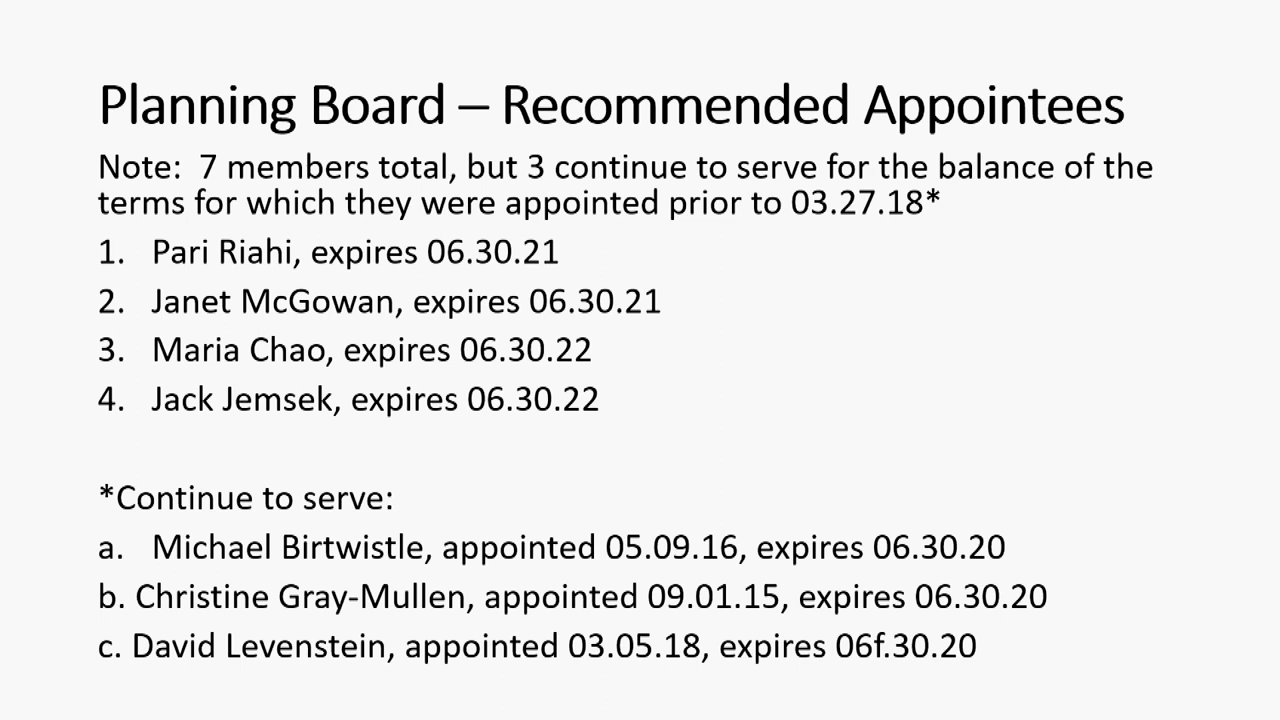 Planning Board – Recommended Appointees
Note: 7 members total, but 3 continue to serve for the balance of the
terms for which they were appointed prior to 03.27.18*
1. Pari Riahi, expires 06.30.21
2. Janet McGowan, expires 06.30.21
3. Maria Chao, expires 06.30.22
4. Jack Jemsek, expires 06.30.22
*Continue to serve:
a. Michael Birtwistle, appointed 05.09.16, expires 06.30.20
b. Christine Gray-Mullen, appointed 09.01.15, expires 06.30.20
c. David Levenstein, appointed 03.05.18, expires 06f.30.20